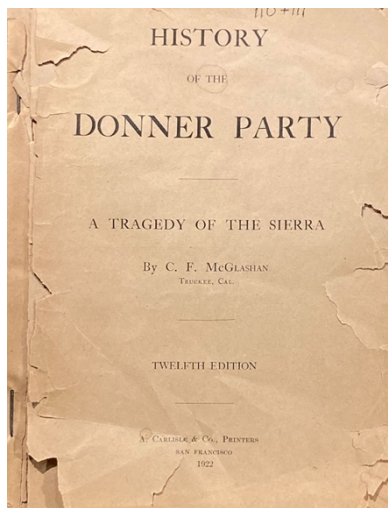 110 + 111
HISTORY
OF THE
DONNER PARTY
A TRAGEDY OF THE SIERRA
By C. F. McGlashan
Truckee, Cal.
TWELFTH EDITION
A. Carlisle & Co., Printers
SAN FRANCISCO
1922